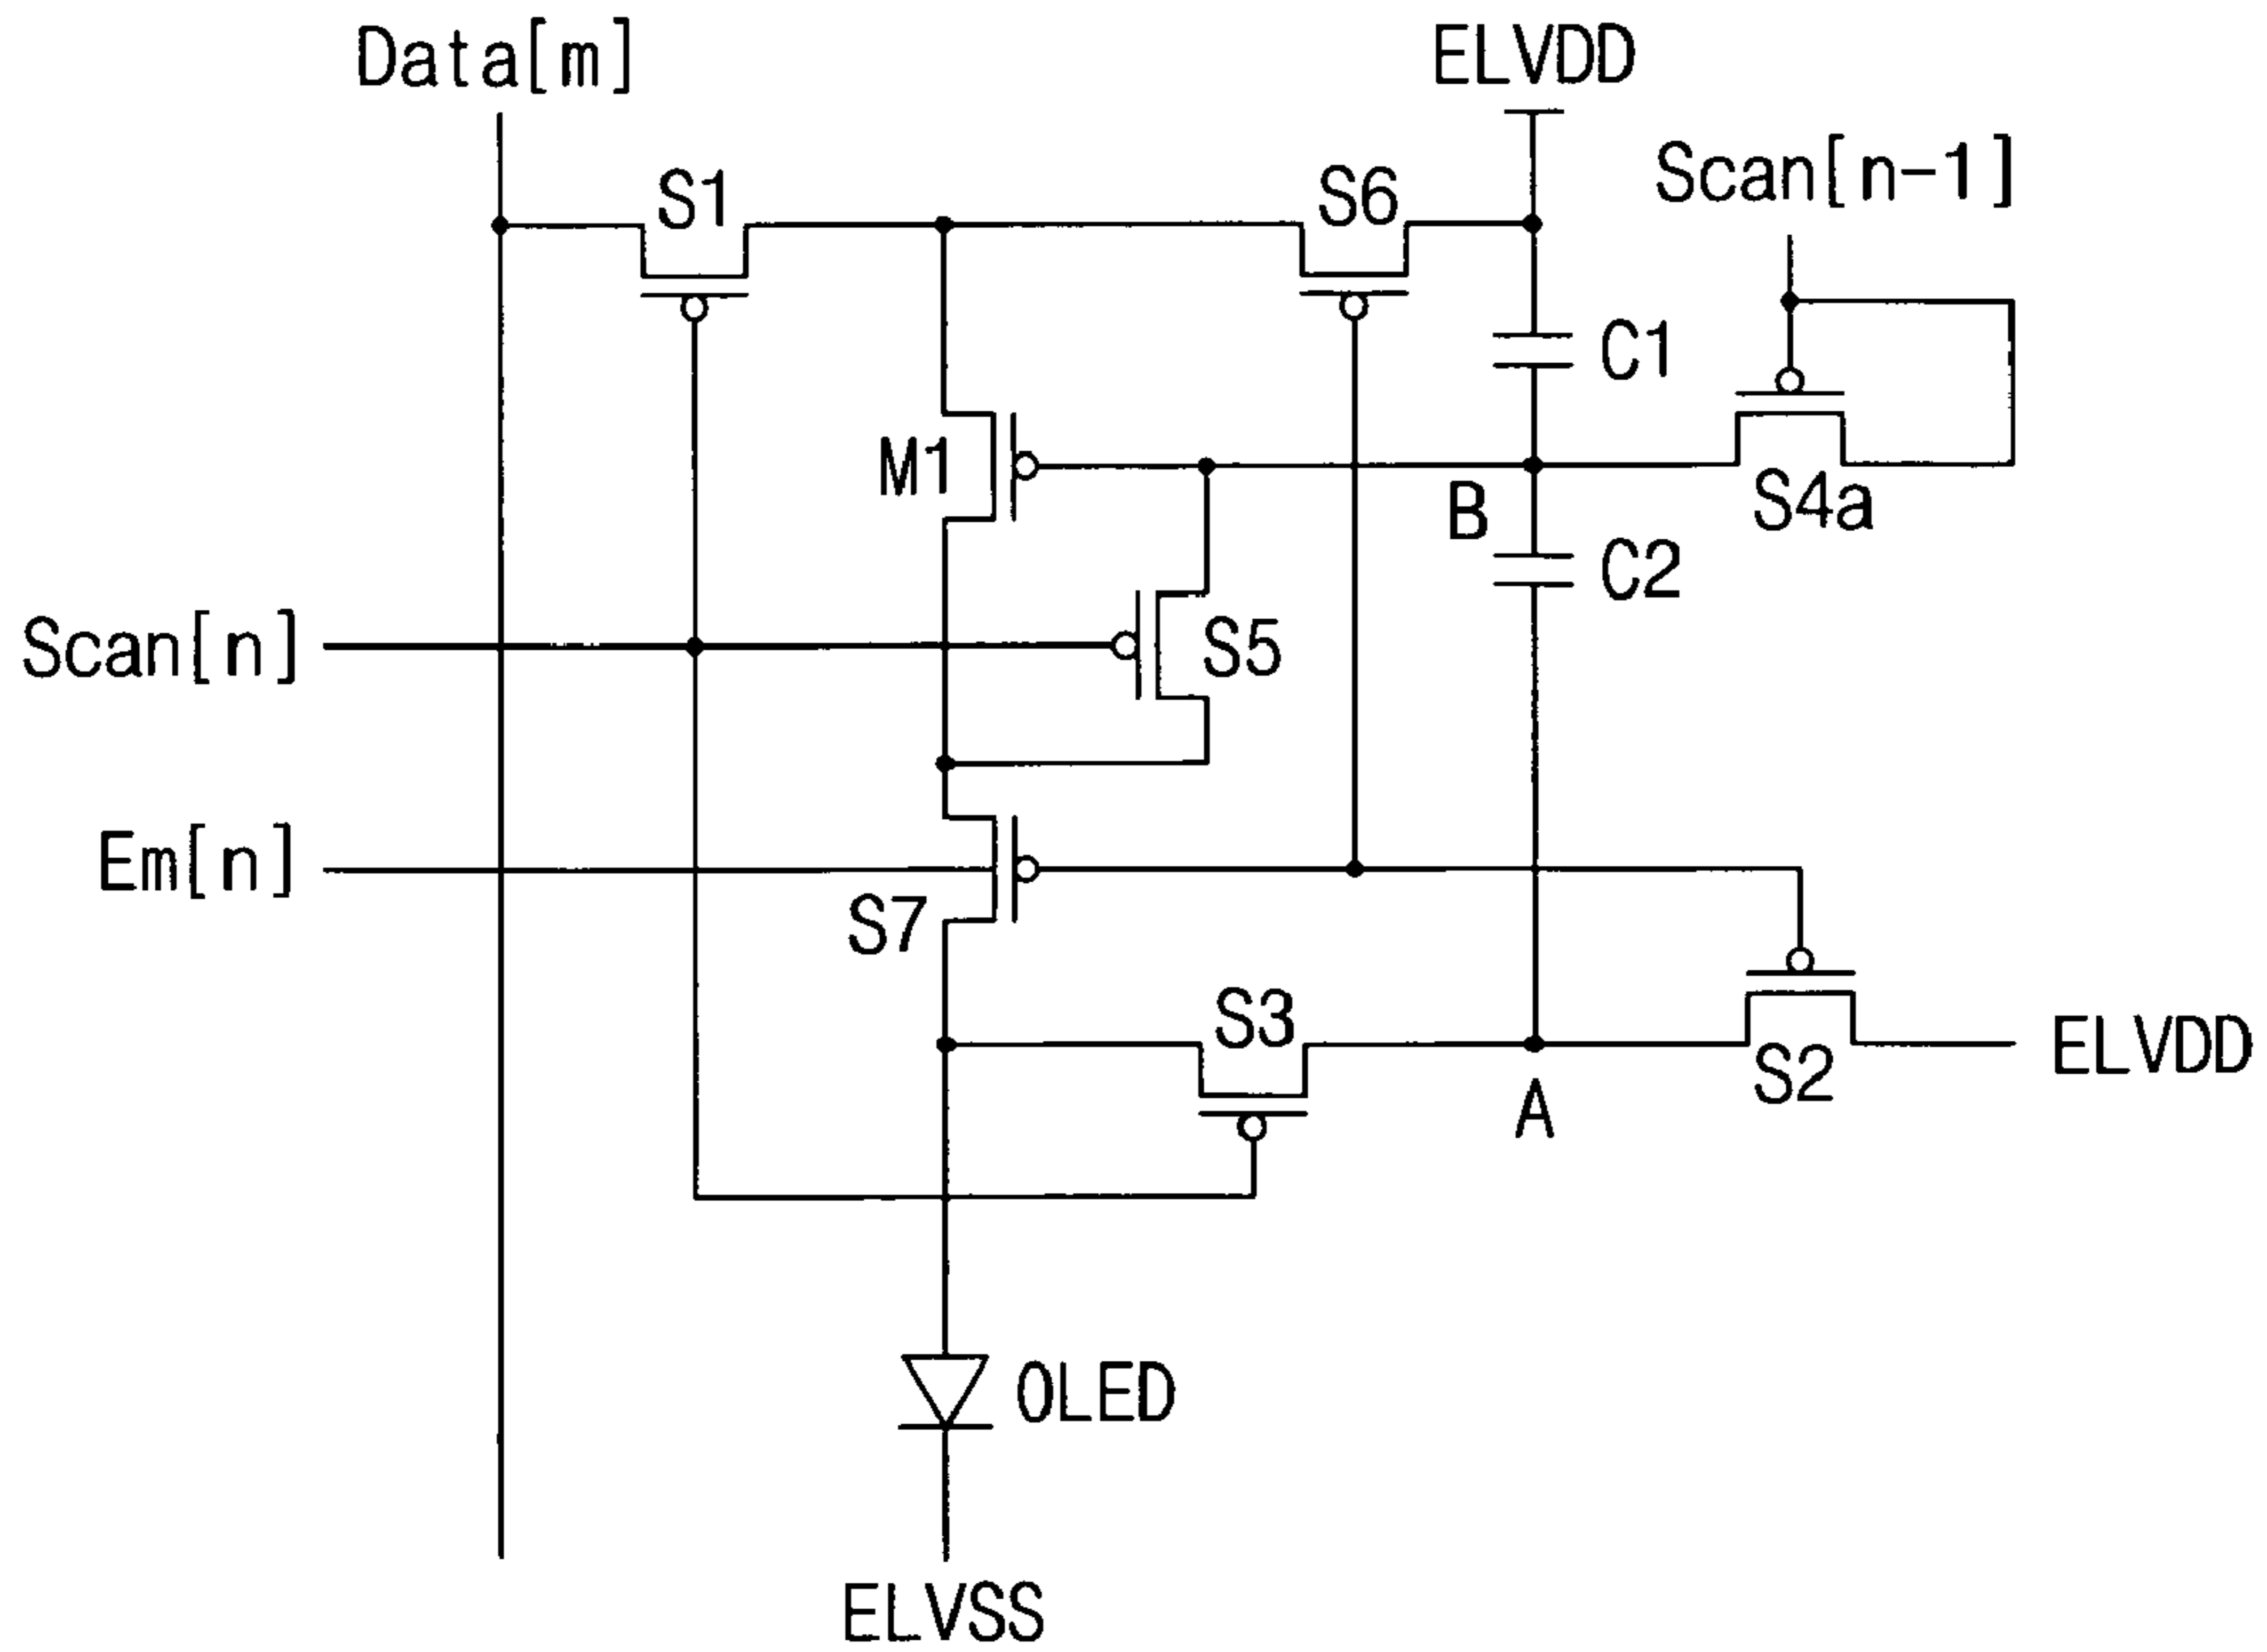 Data[m]
ELVDD
Scan[n-1]
S1
S6
C1
M1
B
S4a
C2
Scan[n]
S5
Em[n]
S7
S3
S2
ELVDD
A
OLED
ELVSS